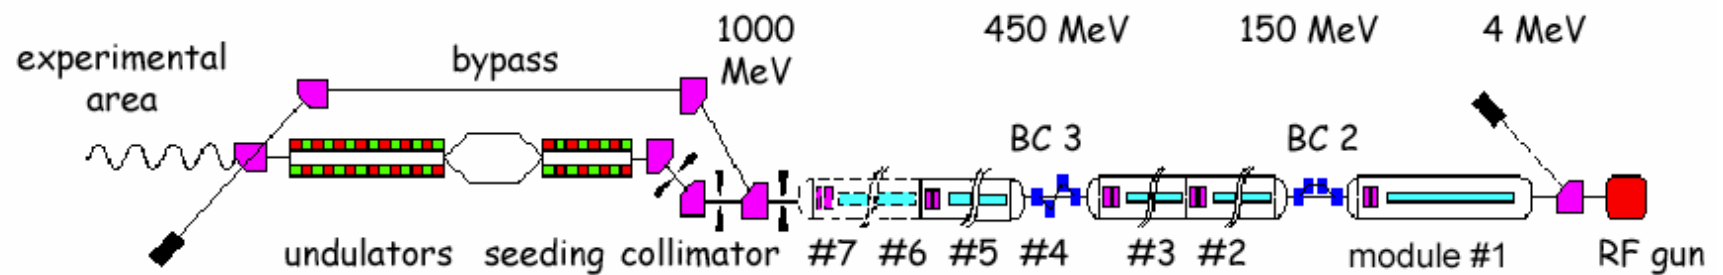 1000
MeV
450 MeV
150 MeV
4 MeV
experimental
area
bypass
BC 3
BC 2
undulators
seeding
collimator
#7
#6
#5
#4
#3
#2
module #1
RF gun